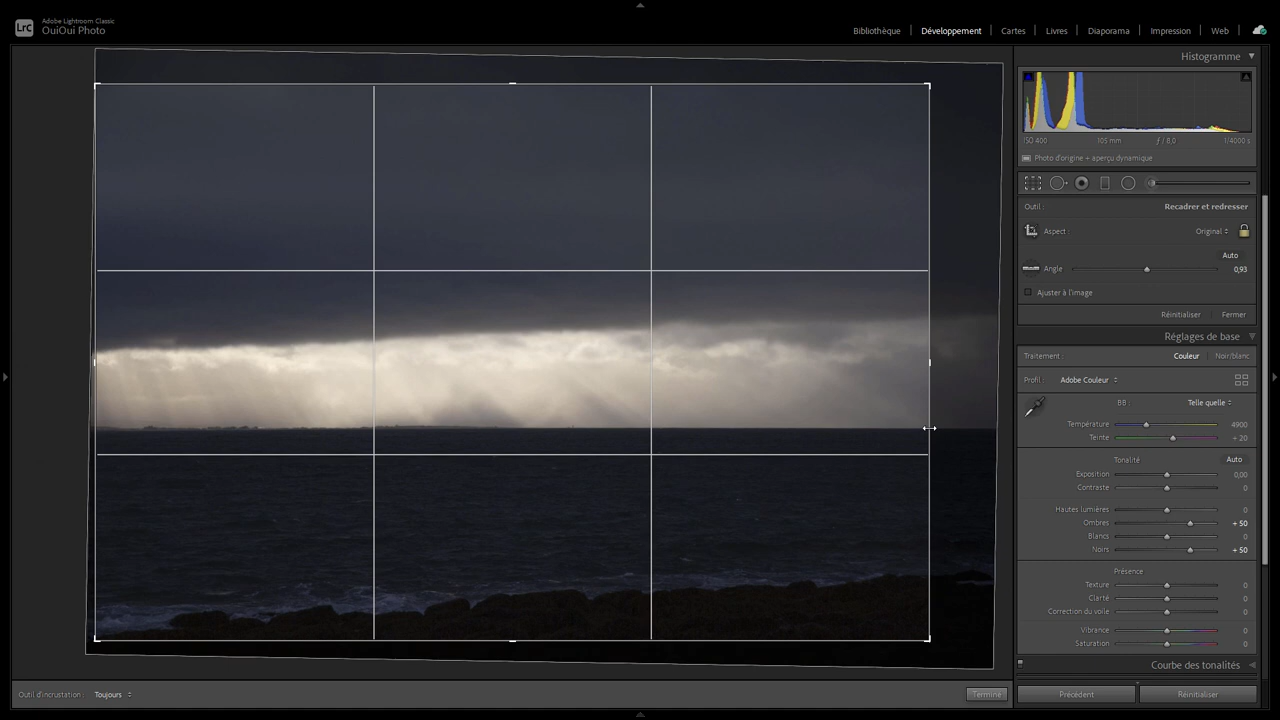 Lrc
Adobe Lightroom Classic
OuiOui Photo
Bibliothèque | Développement | Cartes | Livres | Diaporama | Impression | Web
Histogramme
ISO 400 105 mm ƒ / 8,0 1/4000 s
Photo d'origine + aperçu dynamique
Outil : Recadrer et redresser
Aspect : Original
Auto
Angle 0,93
Ajuster à l'image
Réinitialiser Fermer
Réglages de base
Traitement : Couleur | Noir/blanc
Profil : Adobe Couleur
BB : Telle quelle
Température 4900
Teinte + 20
Tonalité Auto
Exposition 0,00
Contraste 0
Hautes lumières 0
Ombres + 50
Blancs 0
Noirs + 50
Présence
Texture 0
Clarté 0
Correction du voile 0
Vibrance 0
Saturation 0
Courbe des tonalités
Outil d'incrustation : Toujours
Terminé
Précédent Réinitialiser